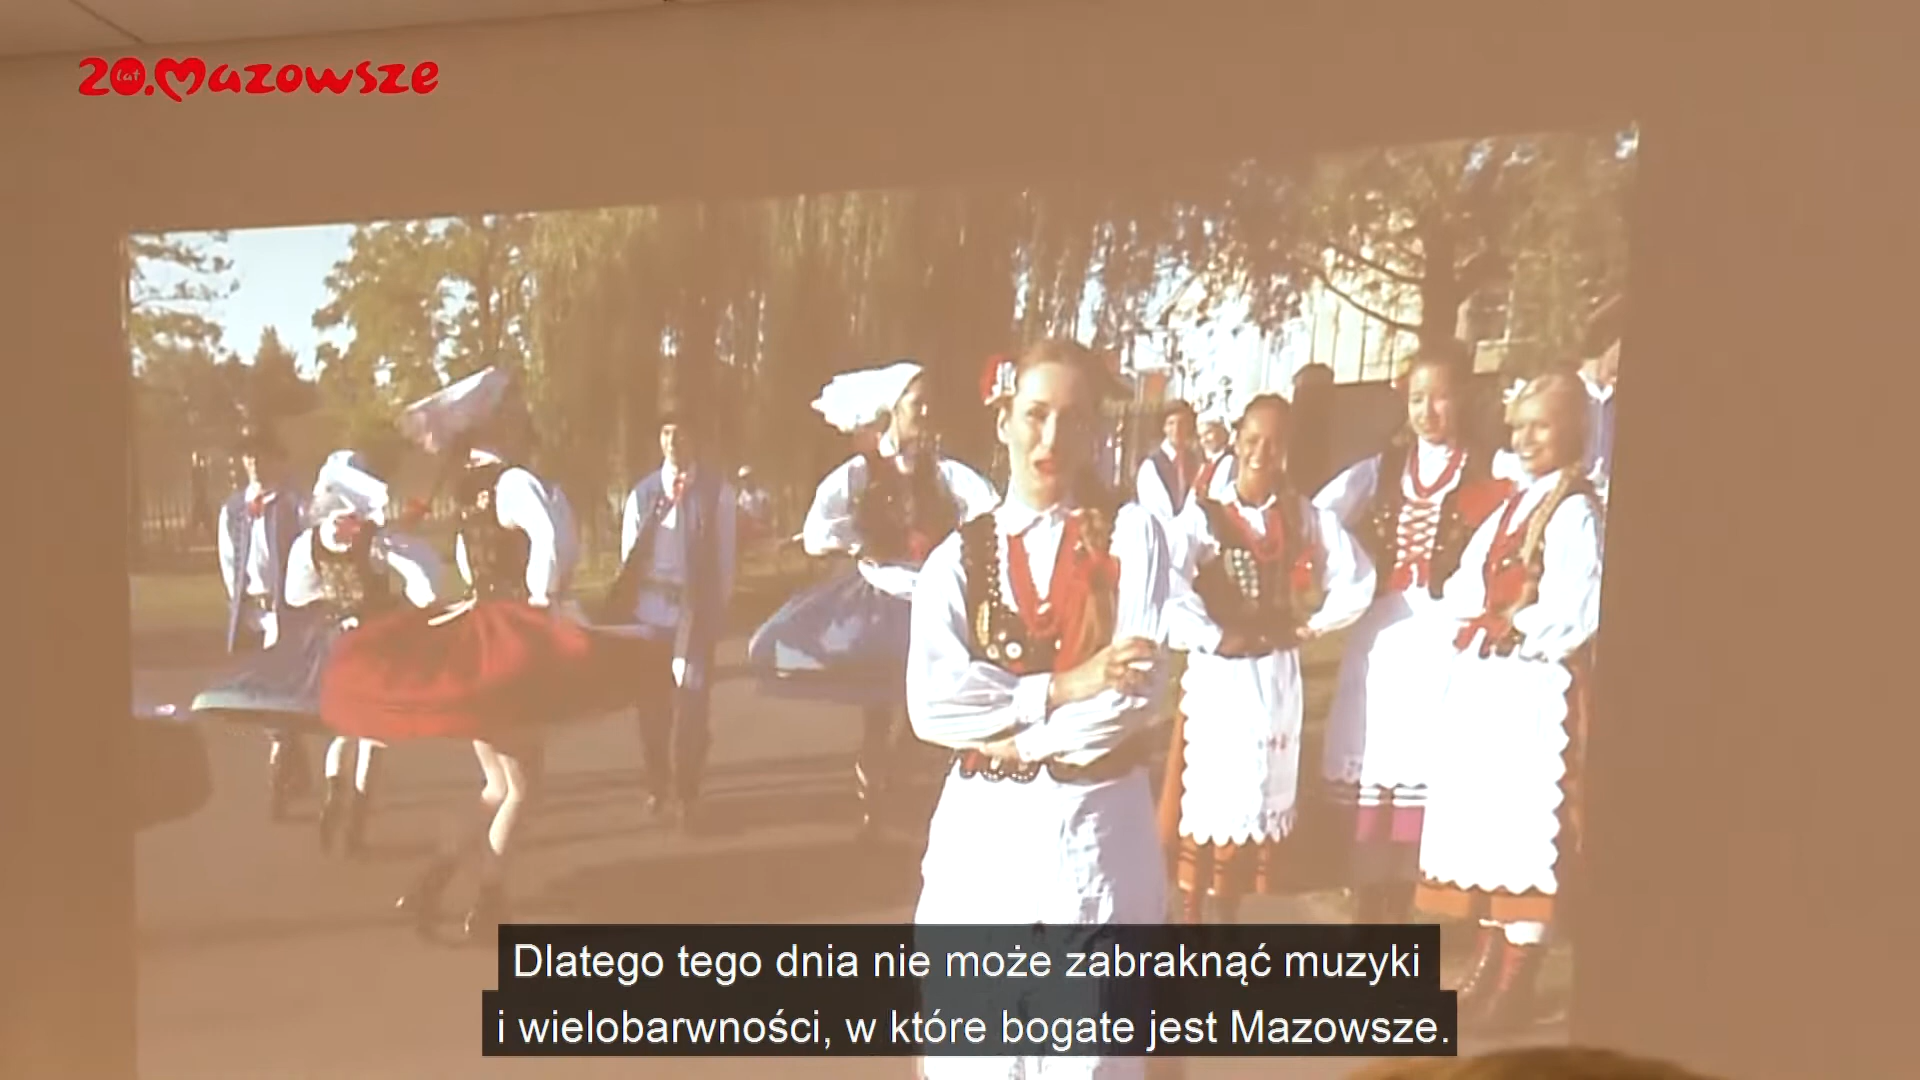 20 lat. Mazowsze
Dlatego tego dnia nie może zabraknąć muzyki
i wielobarwności, w które bogate jest Mazowsze.